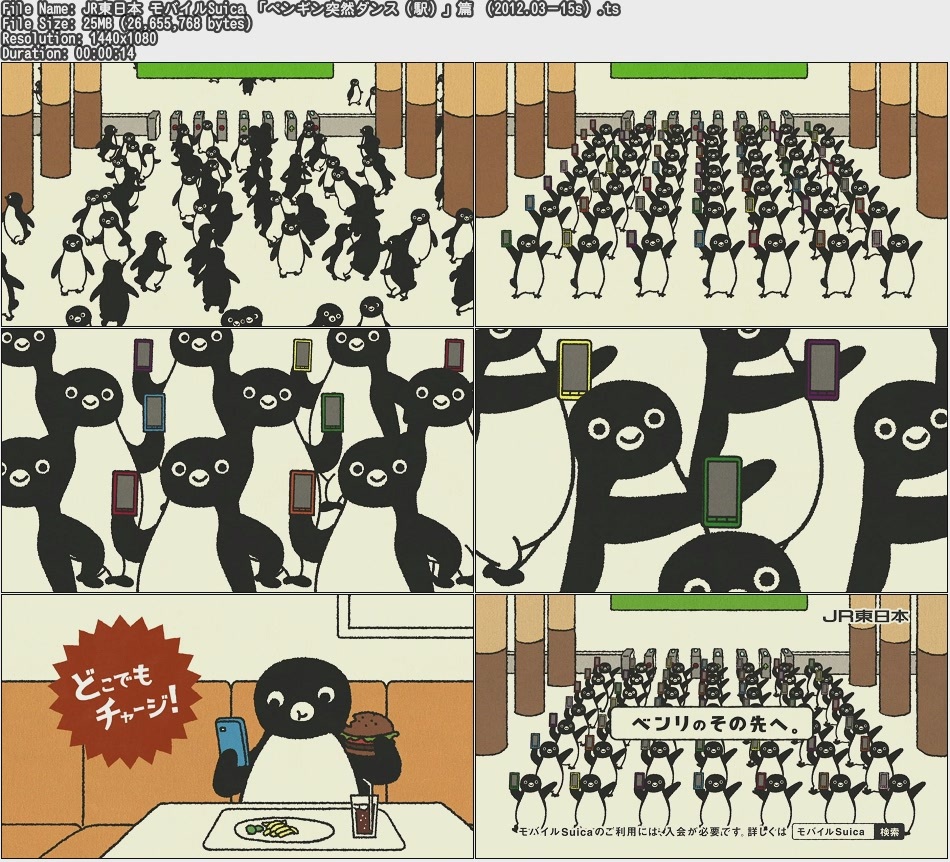 File Name: JR東日本 モバイルSuica 「ペンギン突然ダンス（駅）」篇 （2012.03－15s）.ts
File Size: 25MB (26,655,768 bytes)
Resolution: 1440x1080
Duration: 00:00:14
どこでも
チャージ!
JR東日本
ベンリのその先へ。
モバイルSuicaのご利用には、入会が必要です。詳しくは モバイルSuica 検索